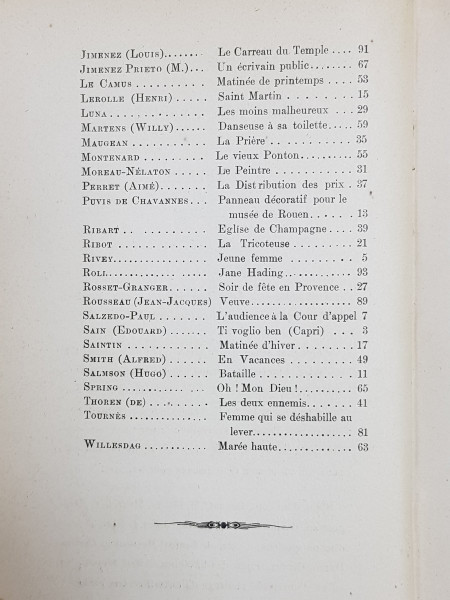 Jimenez (Louis)....... Le Carreau du Temple .... 91
Jimenez Prieto (M.)... Un écrivain public........ 67
Le Camus .......... Matinée de printemps .... 53
Lerolle (Henri) ..... Saint Martin ........... 15
Luna.............. Les moins malheureux ... 29
Martens (Willy)...... Danseuse à sa toilette.... 59
Maugean .......... La Prière .......... 35
Montenard ......... Le vieux Ponton......... 55
Moreau-Nélaton ..... Le Peintre ........... 31
Perret (Aimé)....... La Distribution des prix . 37
Puvis de Chavannes... Panneau décoratif pour le
musée de Rouen...... 13
Ribart .. ........ Eglise de Champagne ... 39
Ribot ............ La Tricoteuse ......... 21
Rivey............. Jeune femme ......... 5
Roll.............. Jane Hading........... 93
Rosset-Granger...... Soir de fête en Provence .. 27
Rousseau (Jean-Jacques) Veuve ............. 89
Salzedo-Paul ....... L'audience à la Cour d'appel 7
Sain (Edouard) ...... Ti voglio ben (Capri) ... 3
Saintin ........... Matinée d'hiver ....... 17
Smith (Alfred) ...... En Vacances ......... 49
Salmson (Hugo) ...... Bataille ............. 11
Spring ............ Oh ! Mon Dieu !......... 65
Thoren (de) ........ Les deux ennemis....... 41
Tournès ............ Femme qui se déshabille au
lever................ 81
Willesdag ........... Marée haute............ 63